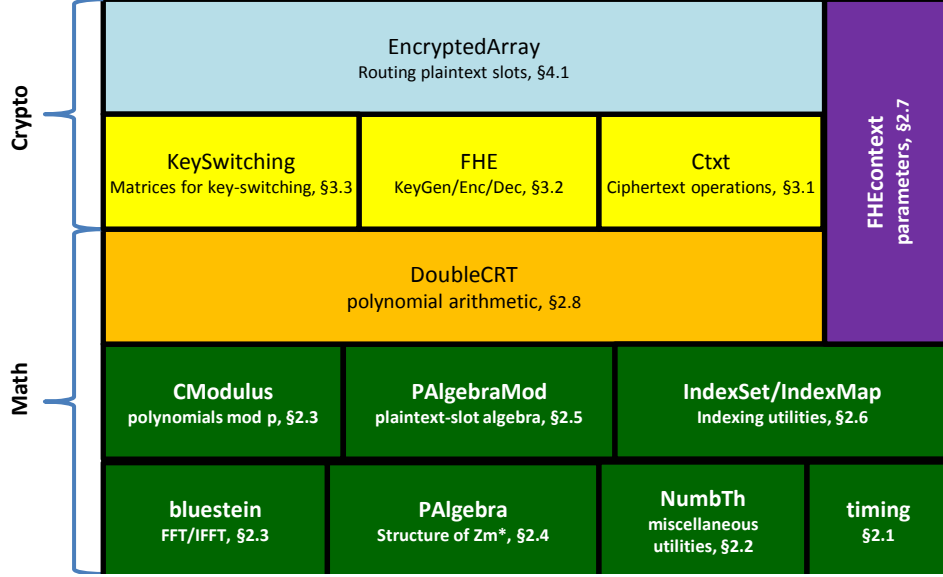 Crypto
EncryptedArray
Routing plaintext slots, §4.1
KeySwitching
Matrices for key-switching, §3.3
FHE
KeyGen/Enc/Dec, §3.2
Ctxt
Ciphertext operations, §3.1
FHEcontext
parameters, §2.7
Math
DoubleCRT
polynomial arithmetic, §2.8
CModulus
polynomials mod p, §2.3
PAlgebraMod
plaintext-slot algebra, §2.5
IndexSet/IndexMap
Indexing utilities, §2.6
bluestein
FFT/IFFT, §2.3
PAlgebra
Structure of Zm*, §2.4
NumbTh
miscellaneous
utilities, §2.2
timing
§2.1